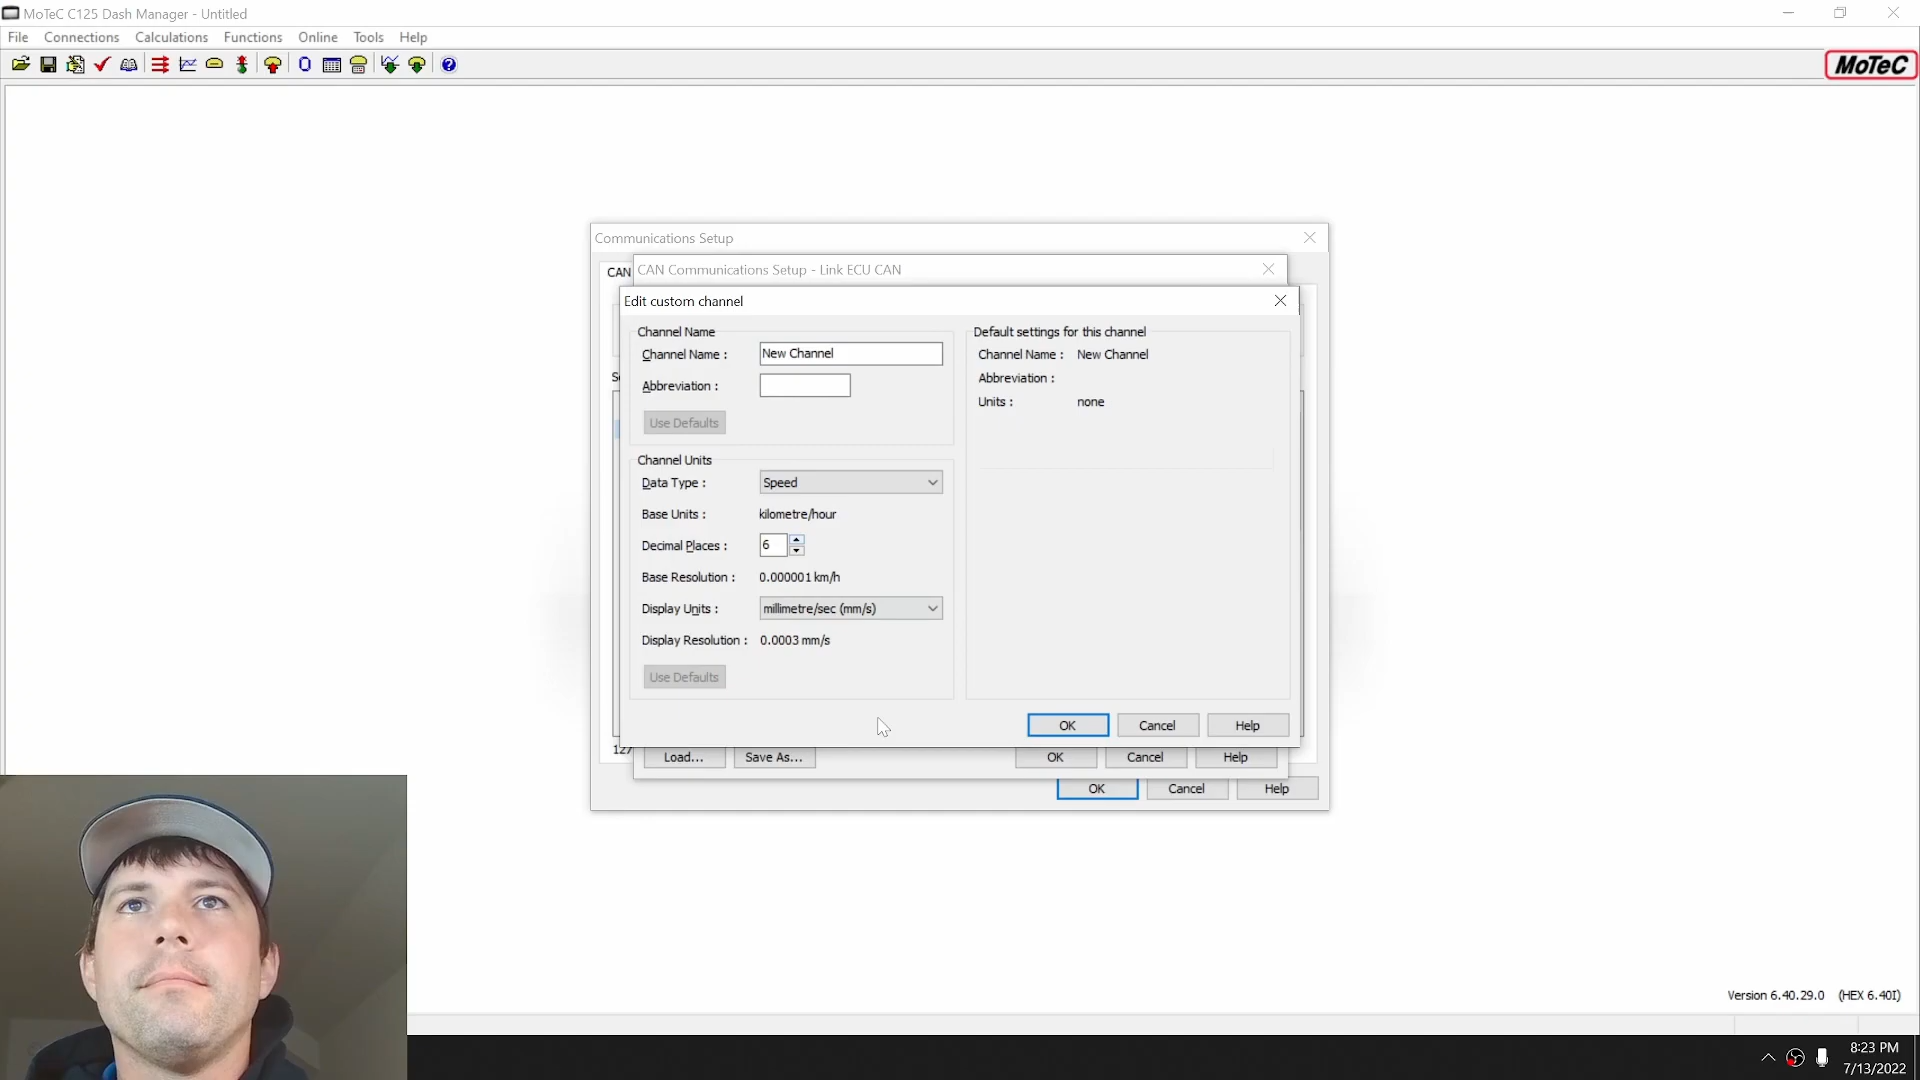 MoTeC C125 Dash Manager - Untitled
File Connections Calculations Functions Online Tools Help
MoTeC
Communications Setup
CAN
CAN Communications Setup - Link ECU CAN
Edit custom channel
Channel Name
Channel Name : New Channel
Abbreviation :
Use Defaults
Channel Units
Data Type : Speed
Base Units : kilometre/hour
Decimal Places : 6
Base Resolution : 0.000001 km/h
Display Units : millimetre/sec (mm/s)
Display Resolution : 0.0003 mm/s
Use Defaults
Default settings for this channel
Channel Name : New Channel
Abbreviation :
Units : none
OK Cancel Help
Load... Save As... OK Cancel Help
OK Cancel Help
Version 6.40.29.0 (HEX 6.40I)
8:23 PM
7/13/2022